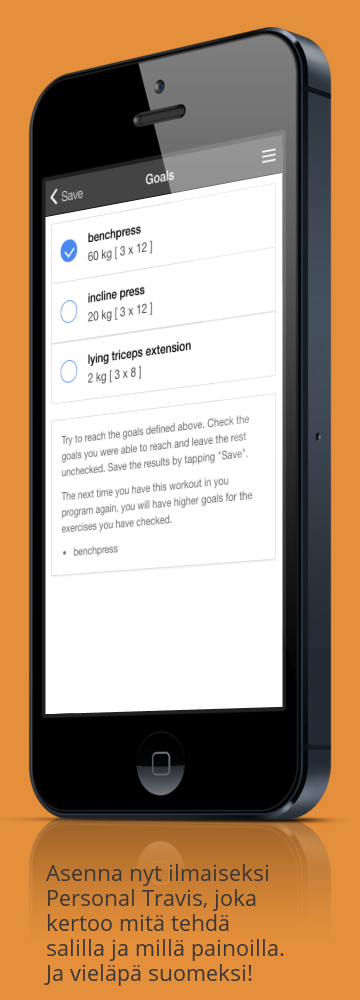 Save
Goals
benchpress
60 kg [ 3 x 12 ]
incline press
20 kg [ 3 x 12 ]
lying triceps extension
2 kg [ 3 x 8 ]
Try to reach the goals defined above. Check the
goals you were able to reach and leave the rest
unchecked. Save the results by tapping "Save".
The next time you have this workout in you
program again, you will have higher goals for the
exercises you have checked.
• benchpress
Asenna nyt ilmaiseksi
Personal Travis, joka
kertoo mitä tehdä
salilla ja millä painoilla.
Ja vieläpä suomeksi!